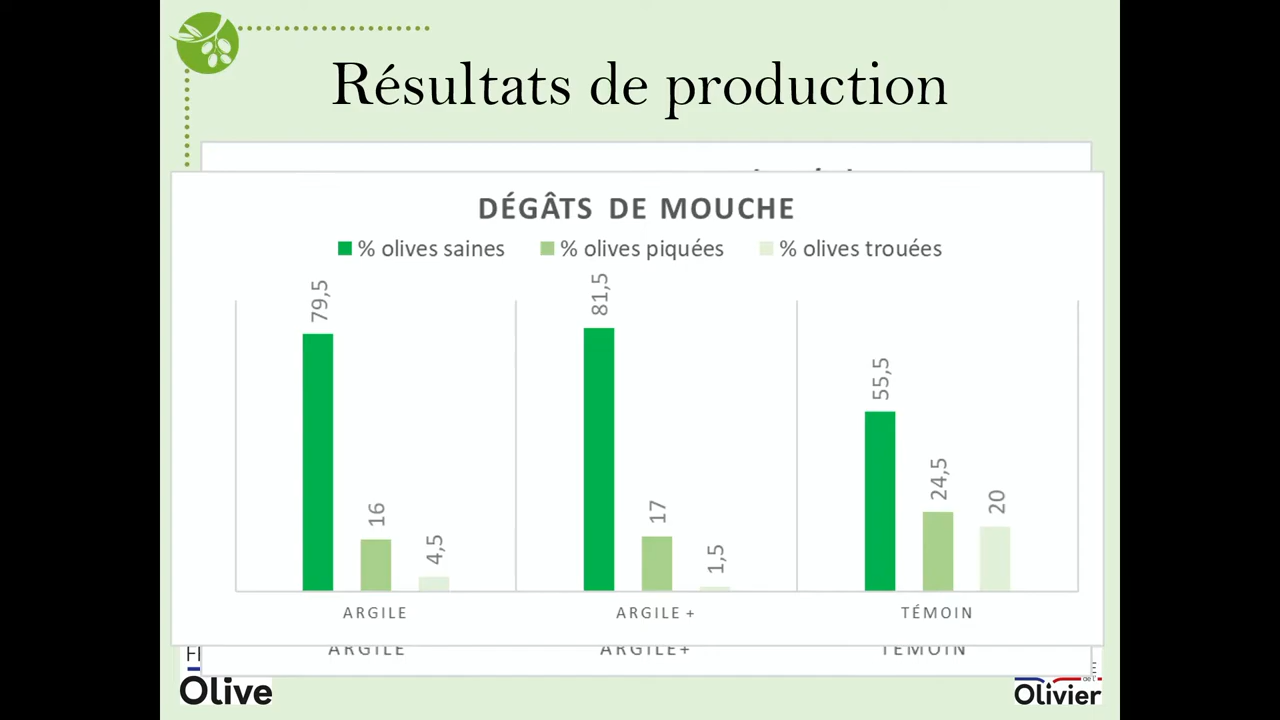 Résultats de production
DÉGÂTS DE MOUCHE
% olives saines % olives piquées % olives trouées
79,5 16 4,5 81,5 17 1,5 55,5 24,5 20
ARGILE ARGILE + TÉMOIN
ARGILE ARGILE+ TÉMOIN
Olive
de l'
Olivier